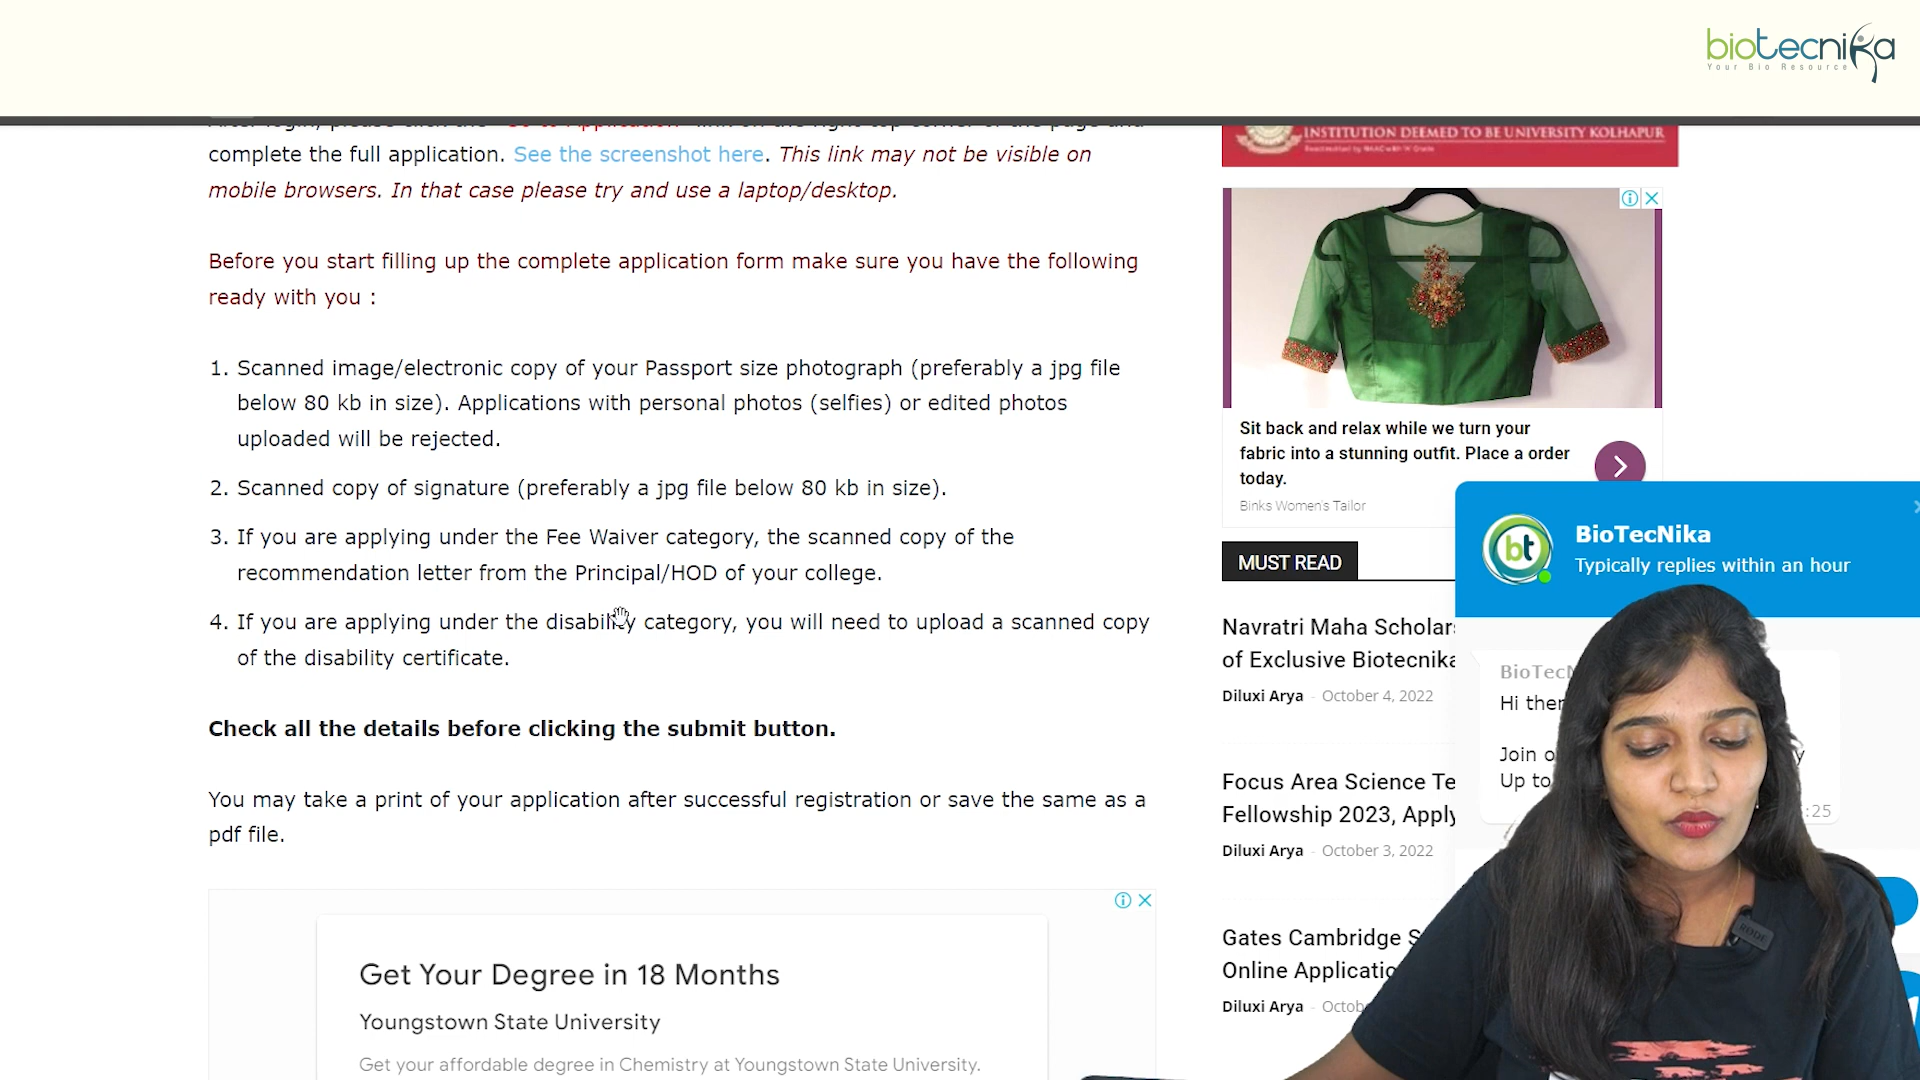 biotecnika
Your Bio Resource
complete the full application. See the screenshot here. This link may not be visible on
mobile browsers. In that case please try and use a laptop/desktop.
Before you start filling up the complete application form make sure you have the following
ready with you :
1. Scanned image/electronic copy of your Passport size photograph (preferably a jpg file
below 80 kb in size). Applications with personal photos (selfies) or edited photos
uploaded will be rejected.
2. Scanned copy of signature (preferably a jpg file below 80 kb in size).
3. If you are applying under the Fee Waiver category, the scanned copy of the
recommendation letter from the Principal/HOD of your college.
4. If you are applying under the disability category, you will need to upload a scanned copy
of the disability certificate.
Check all the details before clicking the submit button.
You may take a print of your application after successful registration or save the same as a
pdf file.
Get Your Degree in 18 Months
Youngstown State University
Get your affordable degree in Chemistry at Youngstown State University.
INSTITUTION DEEMED TO BE UNIVERSITY KOLHAPUR
Sit back and relax while we turn your
fabric into a stunning outfit. Place a order
today.
Binks Women's Tailor
MUST READ
Navratri Maha
of Exclusive Biotecnika
Diluxi Arya - October 4, 2022
Focus Area Science
Fellowship 2023, Apply
Diluxi Arya - October 3, 2022
Gates Cambridge
Online
Diluxi Arya
bt
BioTecNika
Typically replies within an hour
Hi
Join
Up to
:25
RODE